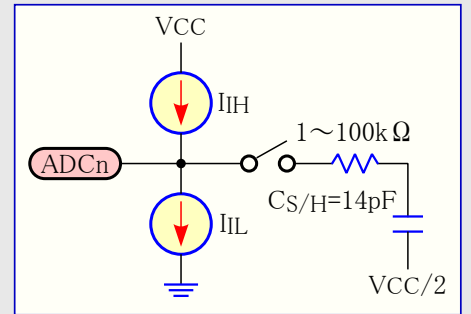 VCC
IIH
1～100kΩ
ADCn
CS/H=14pF
IIL
VCC/2